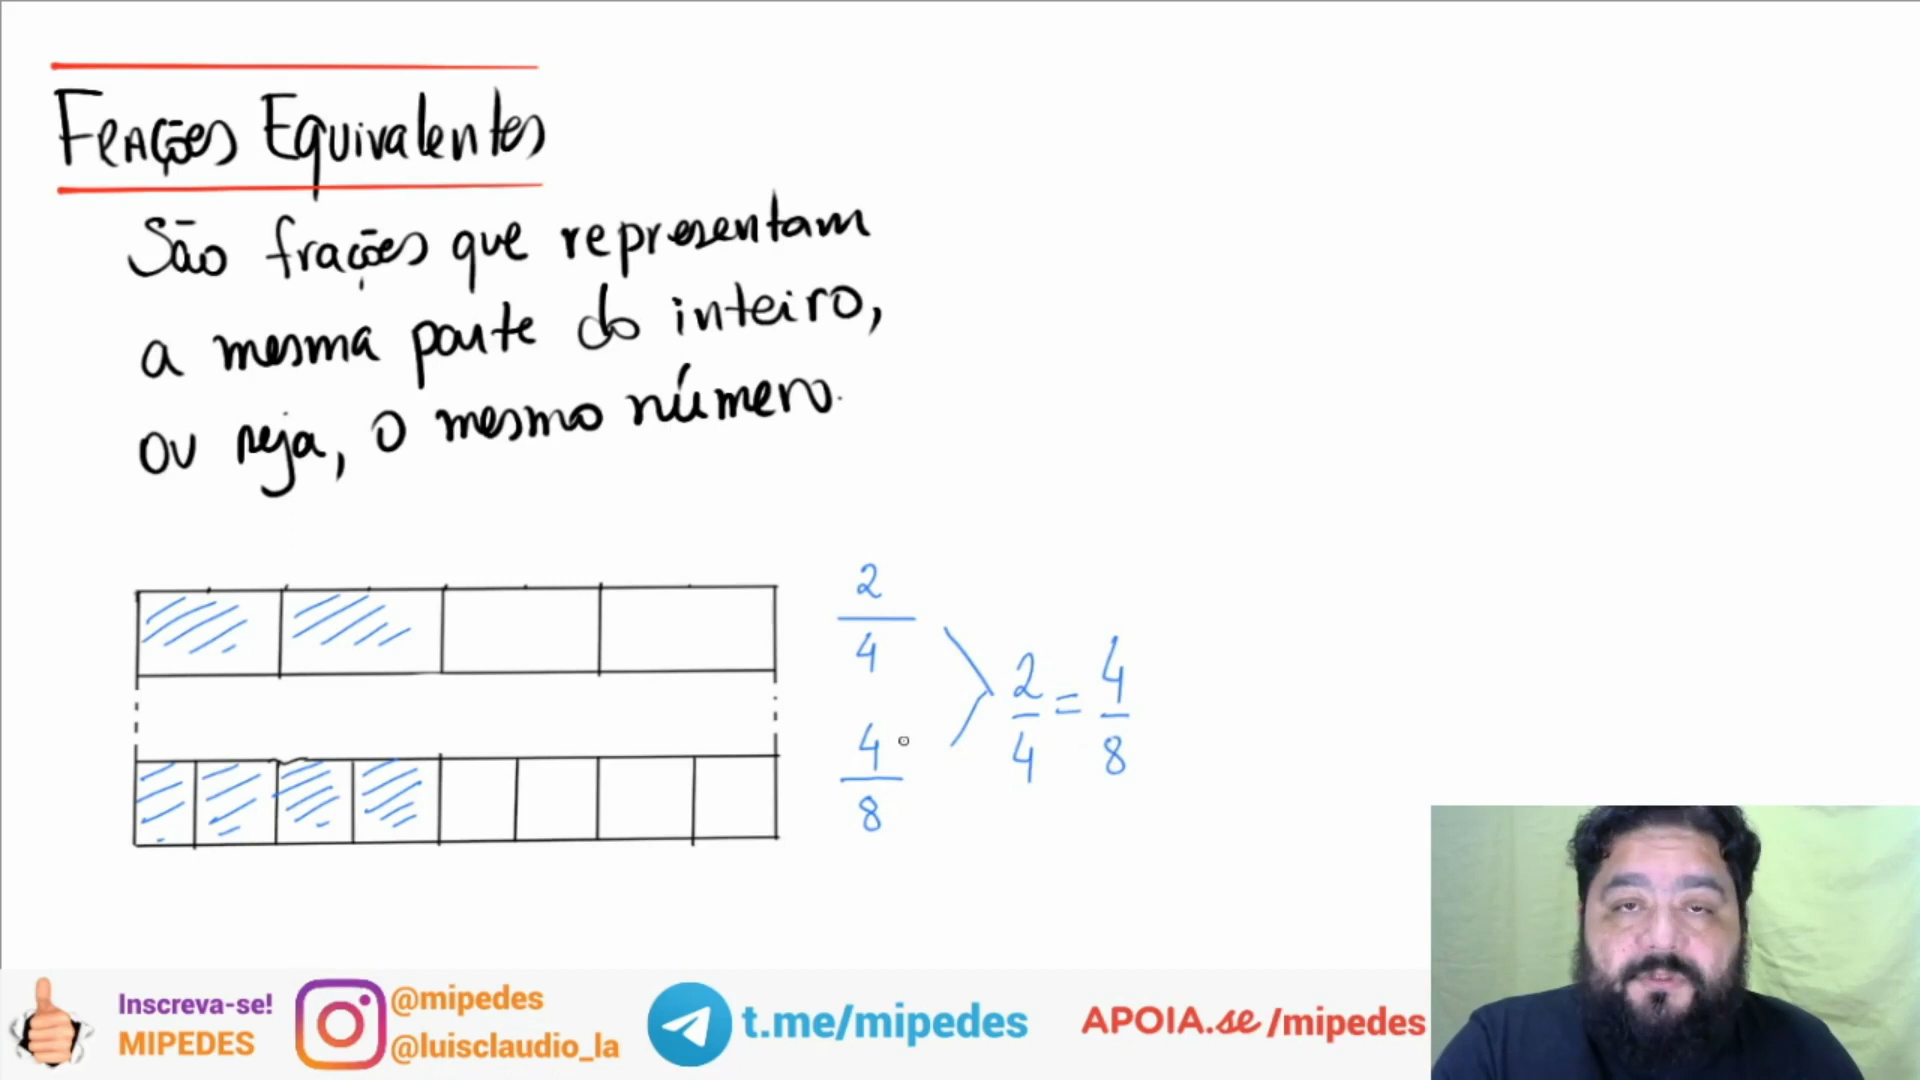 Frações Equivalentes
São frações que representam
a mesma parte do inteiro,
ou seja, o mesmo número.
2
4
4
8
2/4 = 4/8
Inscreva-se!
MIPEDES
@mipedes
@luisclaudio_la
t.me/mipedes
APOIA.se/mipedes